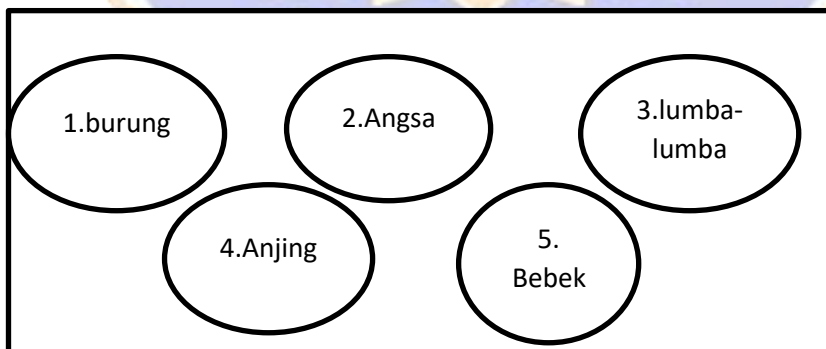 1.burung
2.Angsa
3.lumba-
lumba
4.Anjing
5.
Bebek